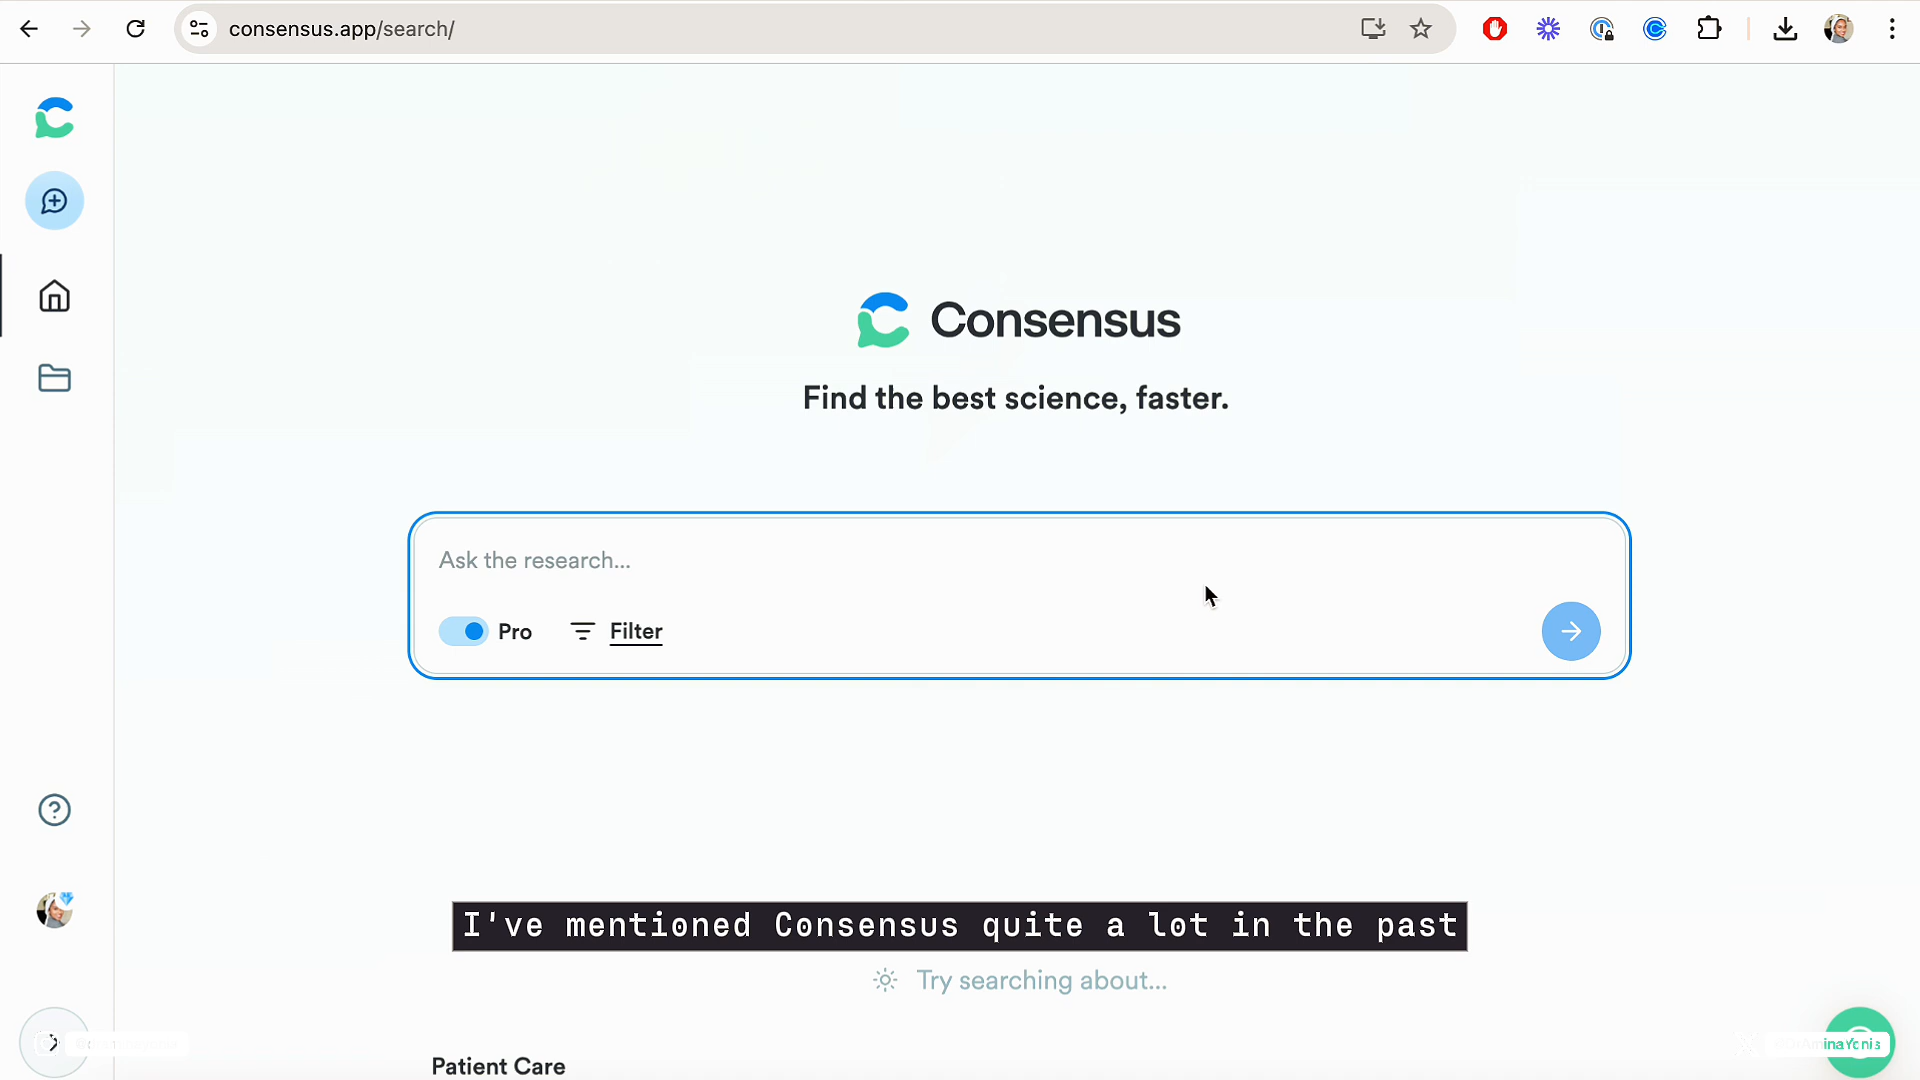 consensus.app/search/
Consensus
Find the best science, faster.
Ask the research...
Pro
Filter
I've mentioned Consensus quite a lot in the past
Try searching about...
Patient Care